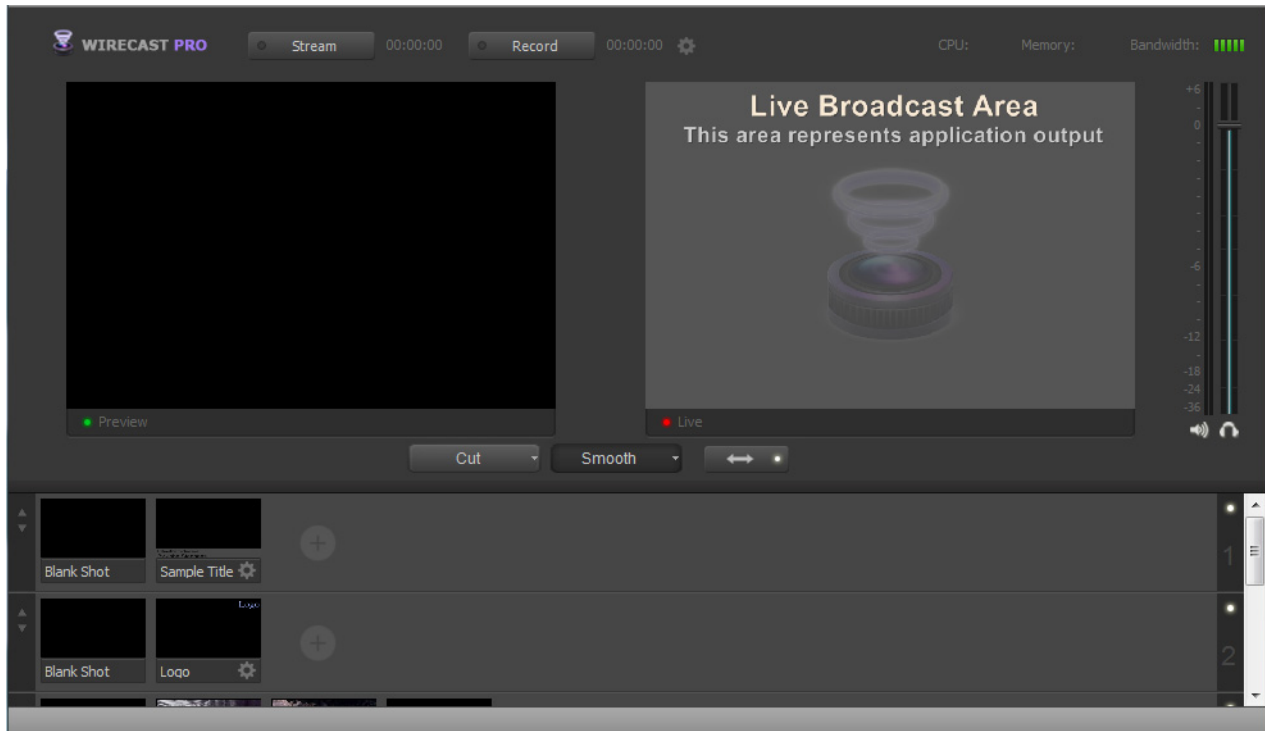 WIRECAST PRO Stream 00:00:00 Record 00:00:00 CPU: Memory: Bandwidth:
Live Broadcast Area
This area represents application output
+6
0
-6
-12
-18
-24
-36
Preview
Live
Cut Smooth
1
Blank Shot Sample Title
Logo
2
Blank Shot Logo